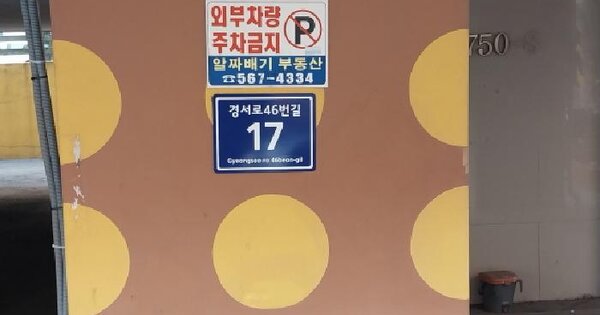 외부차량
주차금지
P
알짜배기 부동산
☎567-4334
경서로46번길
17
Gyeongseo-ro 46beon-gil
750-